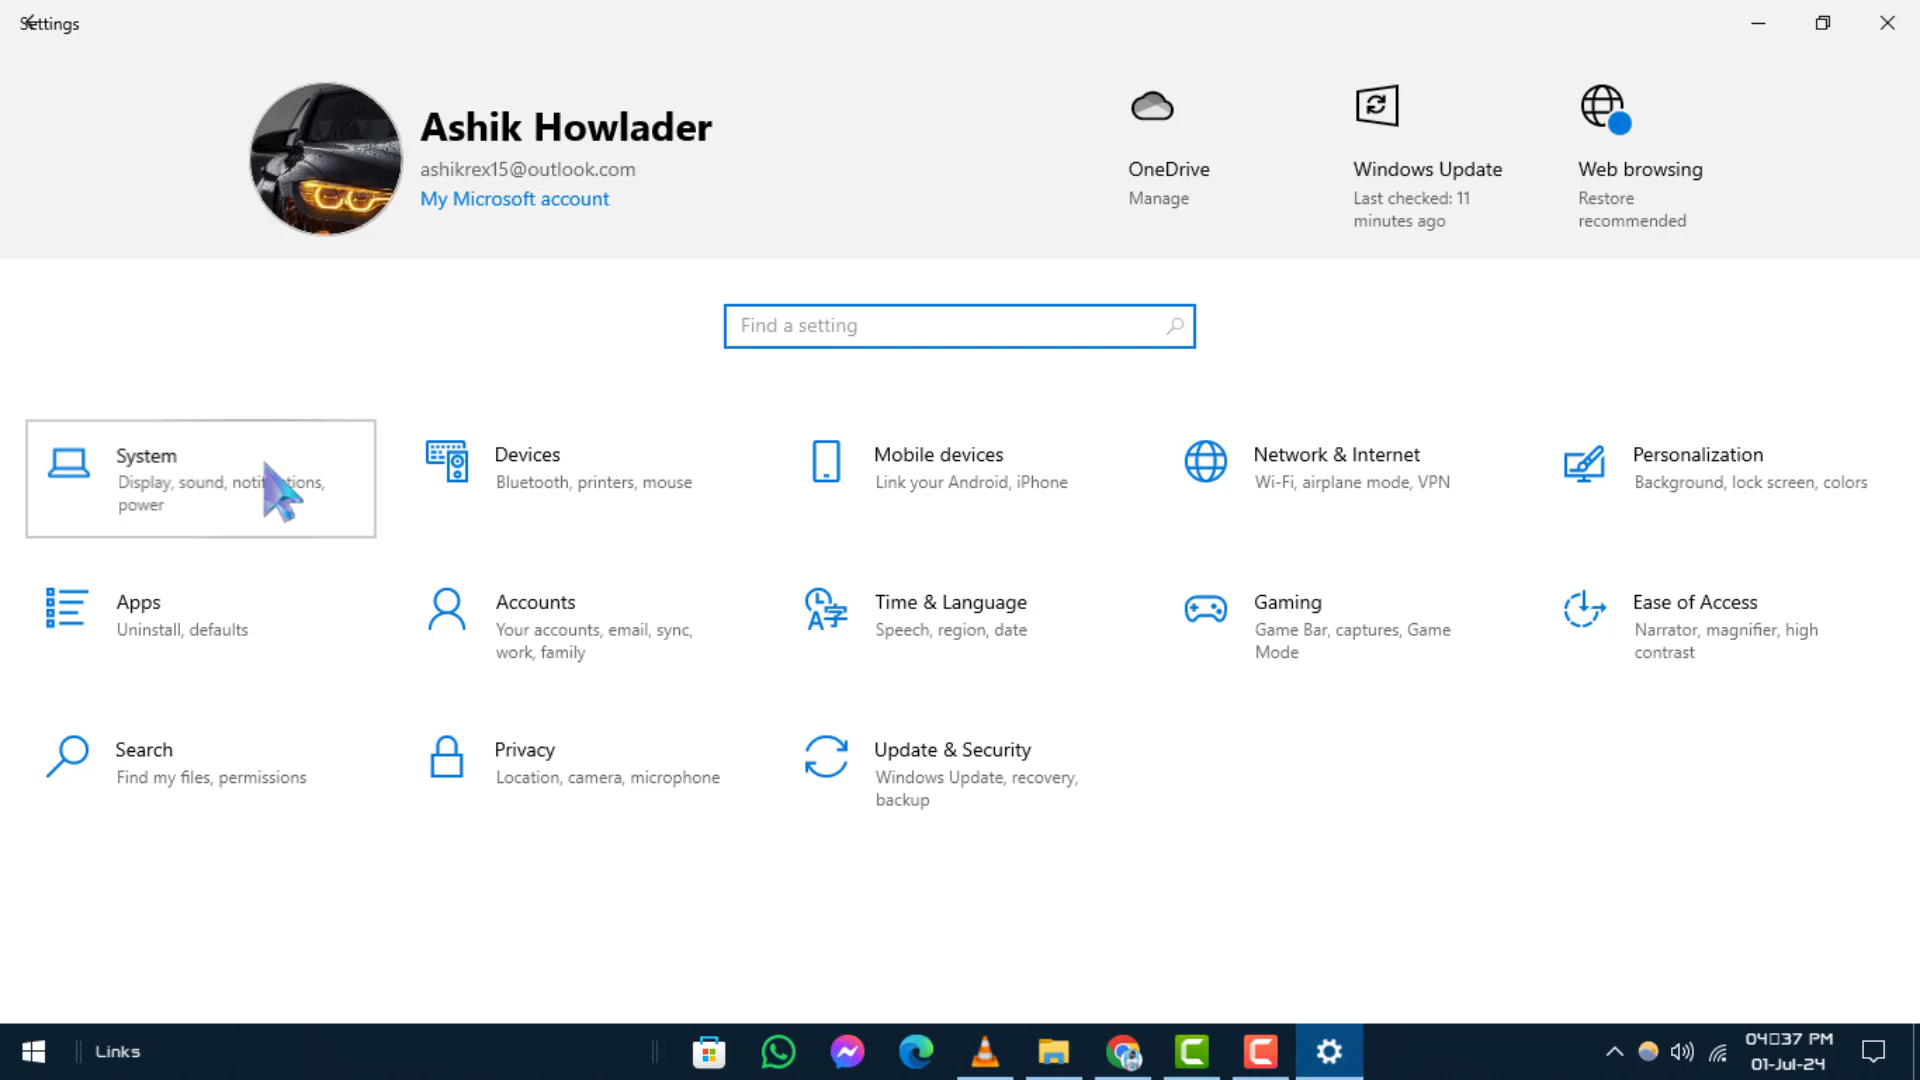 Settings
Ashik Howlader
ashikrex15@outlook.com
My Microsoft account
OneDrive
Manage
Windows Update
Last checked: 11
minutes ago
Web browsing
Restore
recommended
Find a setting
System
Display, sound, notifications,
power
Devices
Bluetooth, printers, mouse
Mobile devices
Link your Android, iPhone
Network & Internet
Wi-Fi, airplane mode, VPN
Personalization
Background, lock screen, colors
Apps
Uninstall, defaults
Accounts
Your accounts, email, sync,
work, family
Time & Language
Speech, region, date
Gaming
Game Bar, captures, Game
Mode
Ease of Access
Narrator, magnifier, high
contrast
Search
Find my files, permissions
Privacy
Location, camera, microphone
Update & Security
Windows Update, recovery,
backup
Links
04▯37 PM
01-Jul-24